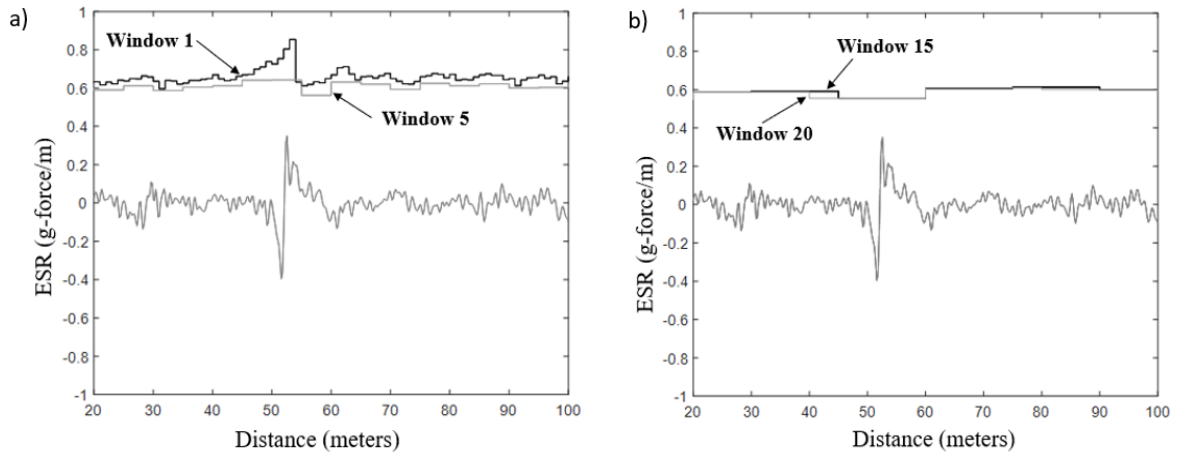 a)
1
0.8
0.6
0.4
0.2
0
-0.2
-0.4
-0.6
-0.8
-1
Window 1
Window 5
20 30 40 50 60 70 80 90 100
ESR (g-force/m)
Distance (meters)
b)
1
0.8
0.6
0.4
0.2
0
-0.2
-0.4
-0.6
-0.8
-1
Window 15
Window 20
20 30 40 50 60 70 80 90 100
ESR (g-force/m)
Distance (meters)